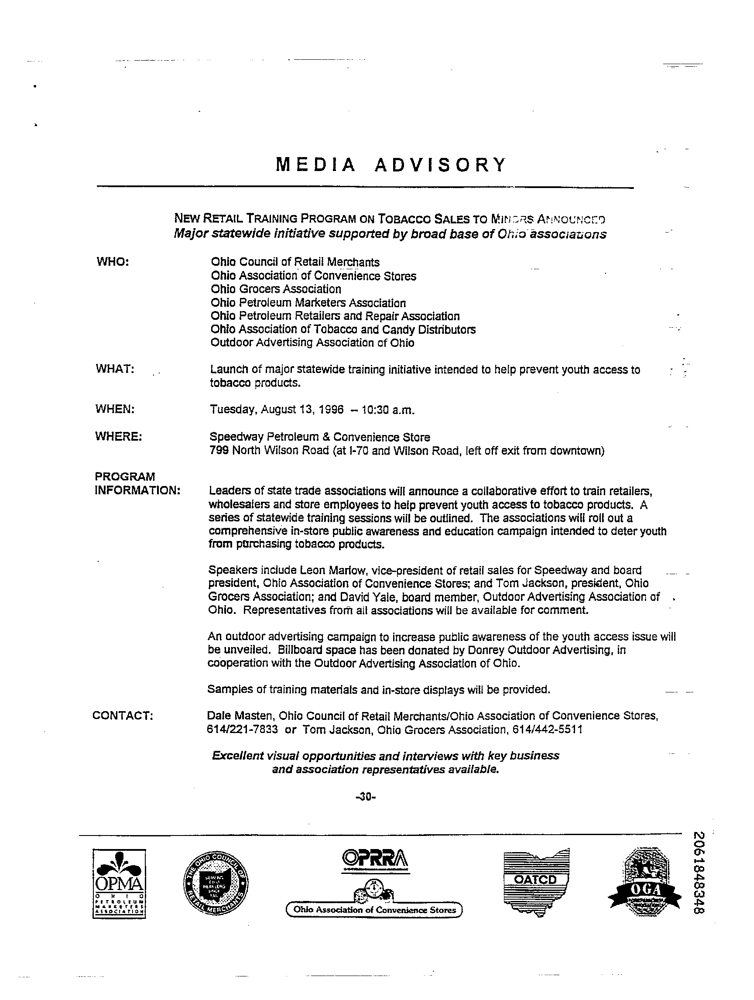 MEDIA ADVISORY
NEW RETAIL TRAINING PROGRAM ON TOBACCO SALES TO MINORS ANNOUNCED
Major statewide initiative supported by broad base of Ohio associations
WHO: Ohio Council of Retail Merchants
Ohio Association of Convenience Stores
Ohio Grocers Association
Ohio Petroleum Marketers Association
Ohio Petroleum Retailers and Repair Association
Ohio Association of Tobacco and Candy Distributors
Outdoor Advertising Association of Ohio
WHAT: Launch of major statewide training initiative intended to help prevent youth access to
tobacco products.
WHEN: Tuesday, August 13, 1996 -- 10:30 a.m.
WHERE: Speedway Petroleum & Convenience Store
799 North Wilson Road (at I-70 and Wilson Road, left off exit from downtown)
PROGRAM
INFORMATION: Leaders of state trade associations will announce a collaborative effort to train retailers,
wholesalers and store employees to help prevent youth access to tobacco products. A
series of statewide training sessions will be outlined. The associations will roll out a
comprehensive in-store public awareness and education campaign intended to deter youth
from purchasing tobacco products.
Speakers include Leon Marlow, vice-president of retail sales for Speedway and board
president, Ohio Association of Convenience Stores; and Tom Jackson, president, Ohio
Grocers Association; and David Yale, board member, Outdoor Advertising Association of
Ohio. Representatives from all associations will be available for comment.
An outdoor advertising campaign to increase public awareness of the youth access issue will
be unveiled. Billboard space has been donated by Donrey Outdoor Advertising, in
cooperation with the Outdoor Advertising Association of Ohio.
Samples of training materials and in-store displays will be provided.
CONTACT: Dale Masten, Ohio Council of Retail Merchants/Ohio Association of Convenience Stores,
614/221-7833 or Tom Jackson, Ohio Grocers Association, 614/442-5511
Excellent visual opportunities and interviews with key business
and association representatives available.
-30-
OPMA
OHIO
PETROLEUM
MARKETERS
ASSOCIATION
THE OHIO COUNCIL OF
RETAIL MERCHANTS
OPRRA
Ohio Association of Convenience Stores
OATCD
OGA
2061848348